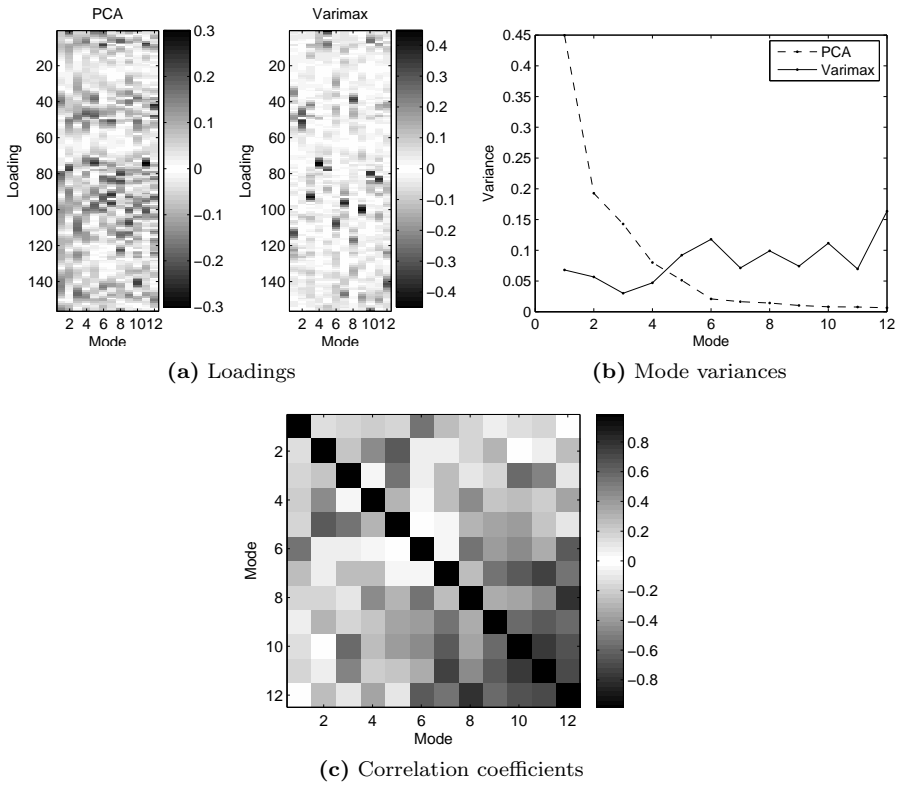 PCA
Loading
20
40
60
80
100
120
140
2 4 6 8 1012
Mode
0.3
0.2
0.1
0
−0.1
−0.2
−0.3
Varimax
Loading
20
40
60
80
100
120
140
2 4 6 8 1012
Mode
0.4
0.3
0.2
0.1
0
−0.1
−0.2
−0.3
−0.4
(a) Loadings
Variance
0.45
0.4
0.35
0.3
0.25
0.2
0.15
0.1
0.05
0
0 2 4 6 8 10 12
Mode
PCA
Varimax
(b) Mode variances
Mode
2
4
6
8
10
12
2 4 6 8 10 12
Mode
0.8
0.6
0.4
0.2
0
−0.2
−0.4
−0.6
−0.8
(c) Correlation coefficients